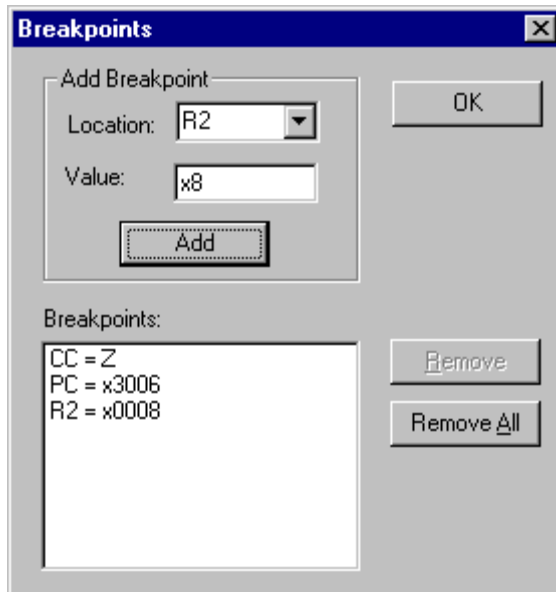 Breakpoints
Add Breakpoint
Location: R2
OK
Value: x8
Add
Breakpoints:
CC = Z
PC = x3006
R2 = x0008
Remove
Remove All